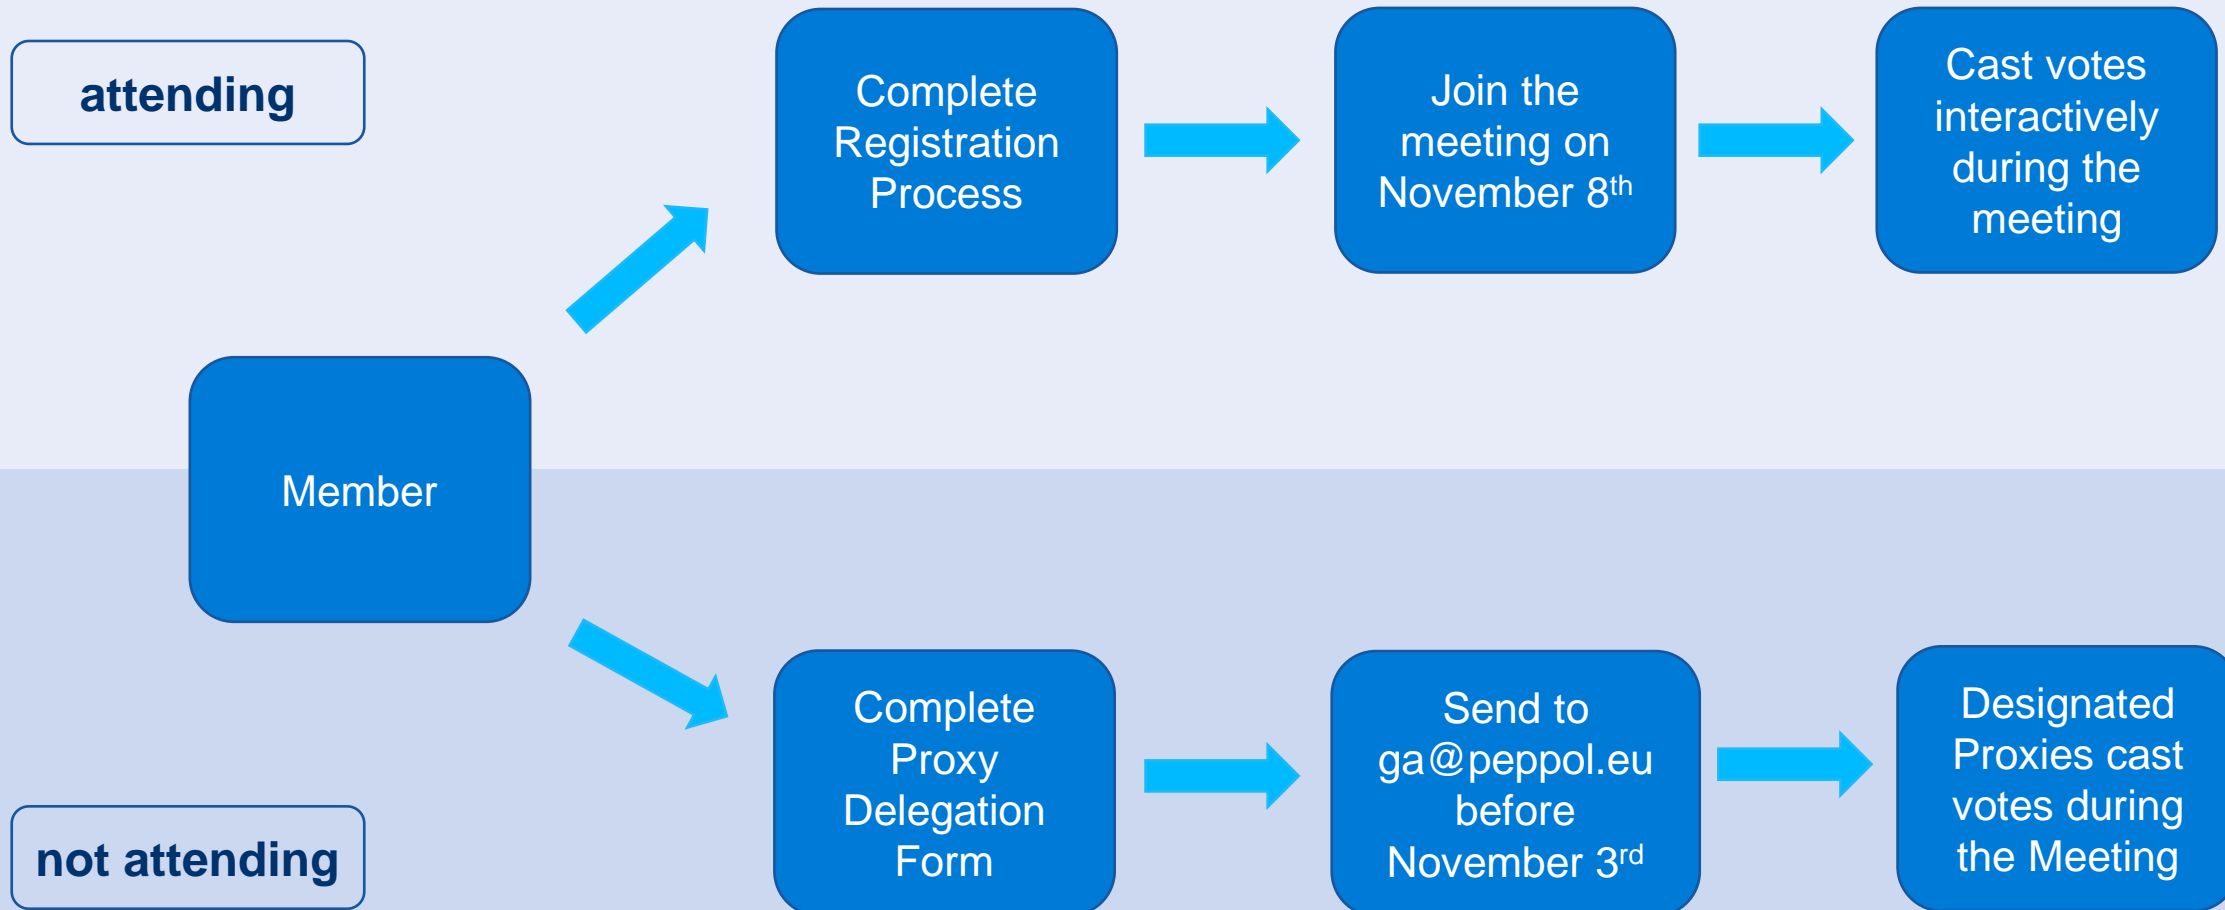 attending
Complete
Registration
Process
Join the
meeting on
November 8th
Cast votes
interactively
during the
meeting
Member
Complete
Proxy
Delegation
Form
Send to
ga@peppol.eu
before
November 3rd
Designated
Proxies cast
votes during
the Meeting
not attending